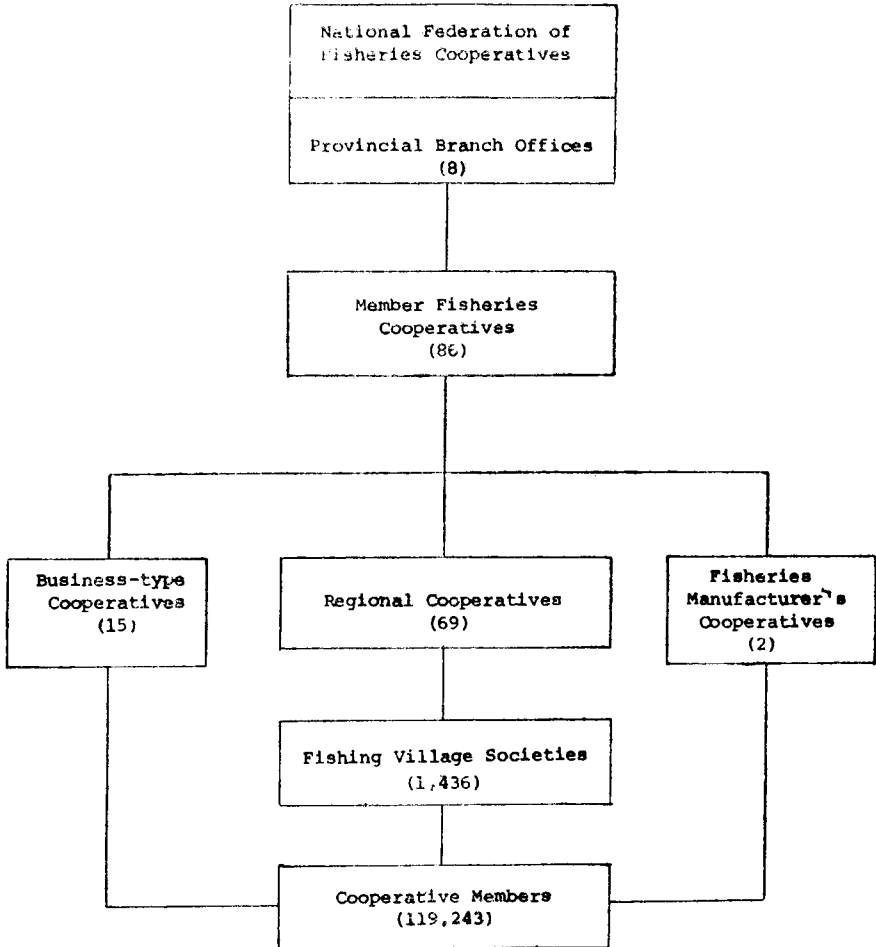 National Federation of
Fisheries Cooperatives
Provincial Branch Offices
(8)
Member Fisheries
Cooperatives
(86)
Business-type
Cooperatives
(15)
Regional Cooperatives
(69)
Fisheries
Manufacturer's
Cooperatives
(2)
Fishing Village Societies
(1,436)
Cooperative Members
(119,243)